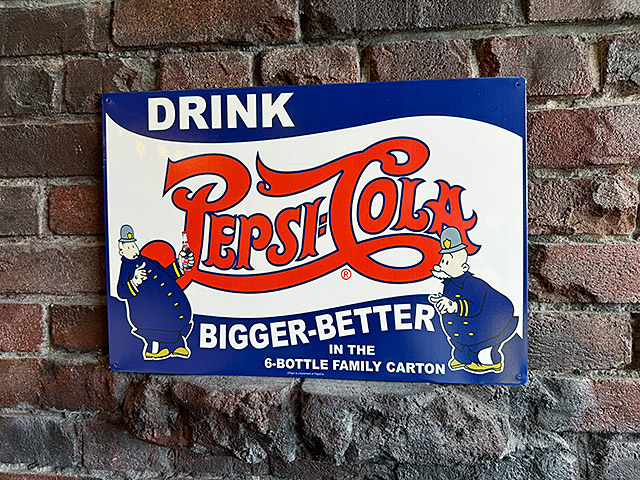 DRINK
PEPSI=COLA
®
BIGGER-BETTER
IN THE
6-BOTTLE FAMILY CARTON